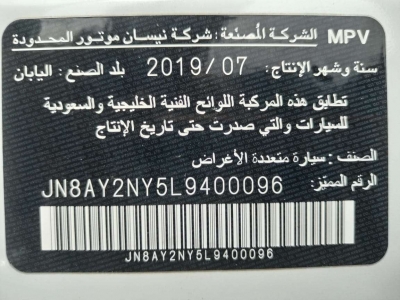 MPV الشركة المصنعة : شركة نيسان موتور المحدودة
سنة وشهر الإنتاج: 2019/07 بلد الصنع: اليابان
تطابق هذه المركبة اللوائح الفنية الخليجية والسعودية
للسيارات والتي صدرت حتى تاريخ الإنتاج
الصنف : سيارة متعددة الأغراض
الرقم المميز: JN8AY2NY5L9400096
JN8AY2NY5L9400096